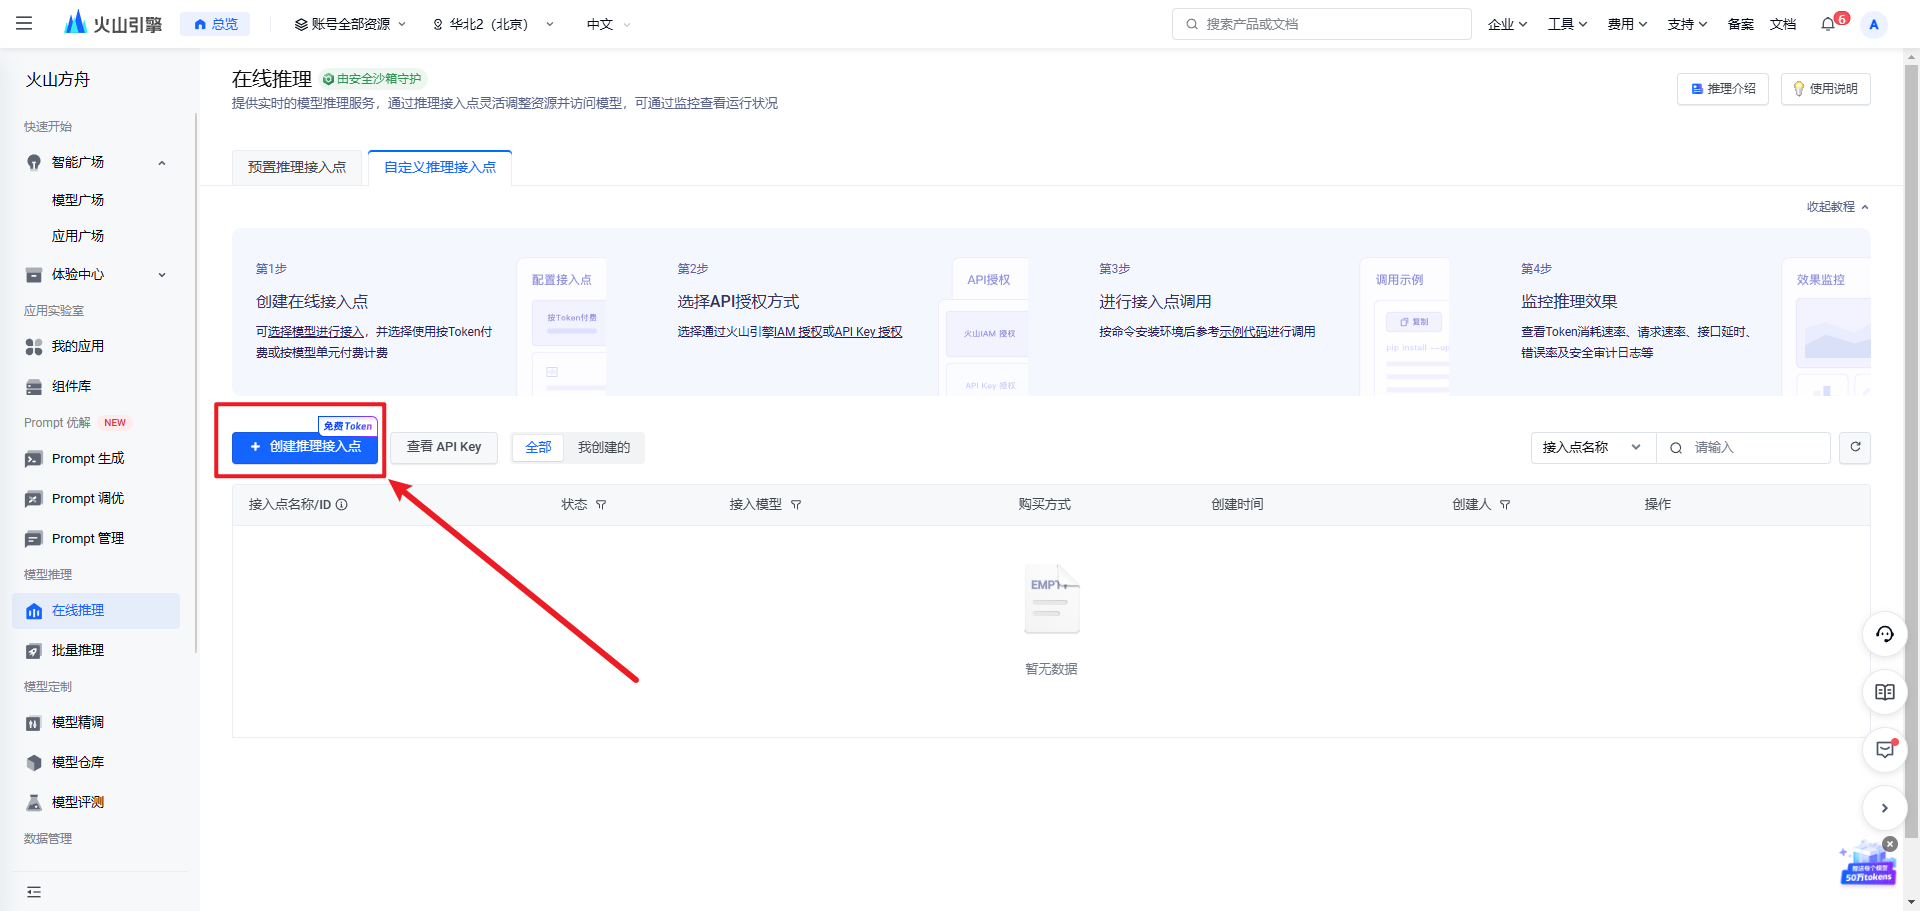 火山引擎
总览
账号全部资源
华北2（北京）
中文
搜索产品或文档
企业
工具
费用
支持
备案
文档
6
A
火山方舟
快速开始
智能广场
模型广场
应用广场
体验中心
应用实验室
我的应用
组件库
Prompt 优解 NEW
Prompt 生成
Prompt 调优
Prompt 管理
模型推理
在线推理
批量推理
模型定制
模型精调
模型仓库
模型评测
数据管理
在线推理
由安全沙箱守护
提供实时的模型推理服务，通过推理接入点灵活调整资源并访问模型，可通过监控查看运行状况
推理介绍
使用说明
预置推理接入点
自定义推理接入点
收起教程
第1步
创建在线接入点
可选择模型进行接入，并选择使用按Token付
费或按模型单元付费计费
配置接入点
按Token付费
第2步
选择API授权方式
选择通过火山引擎IAM 授权或API Key 授权
API授权
火山IAM 授权
API Key 授权
第3步
进行接入点调用
按命令安装环境后参考示例代码进行调用
调用示例
复制
pip install --up
第4步
监控推理效果
查看Token消耗速率、请求速率、接口延时、
错误率及安全审计日志等
效果监控
免费Token
+ 创建推理接入点
查看 API Key
全部
我创建的
接入点名称
请输入
接入点名称/ID
状态
接入模型
购买方式
创建时间
创建人
操作
EMPTY
暂无数据
赠送每个模型
50万tokens